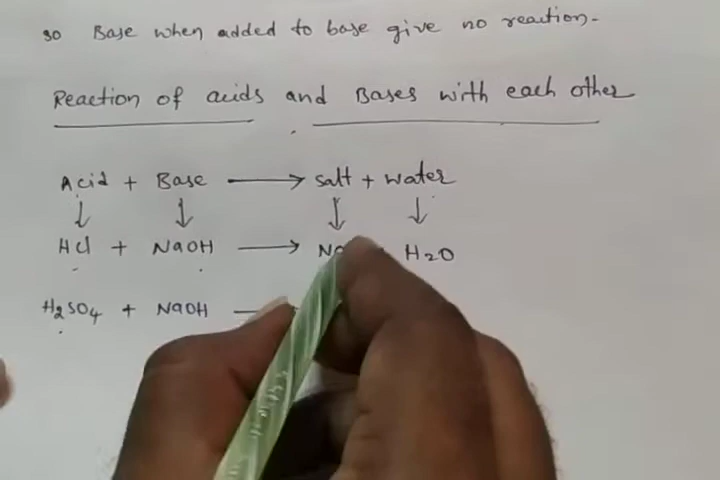 so Base when added to base give no reaction.
Reaction of acids and Bases with each other
Acid + Base → salt + water
↓ ↓ ↓ ↓
HCl + NaOH → H₂O
H₂SO₄ + NaOH